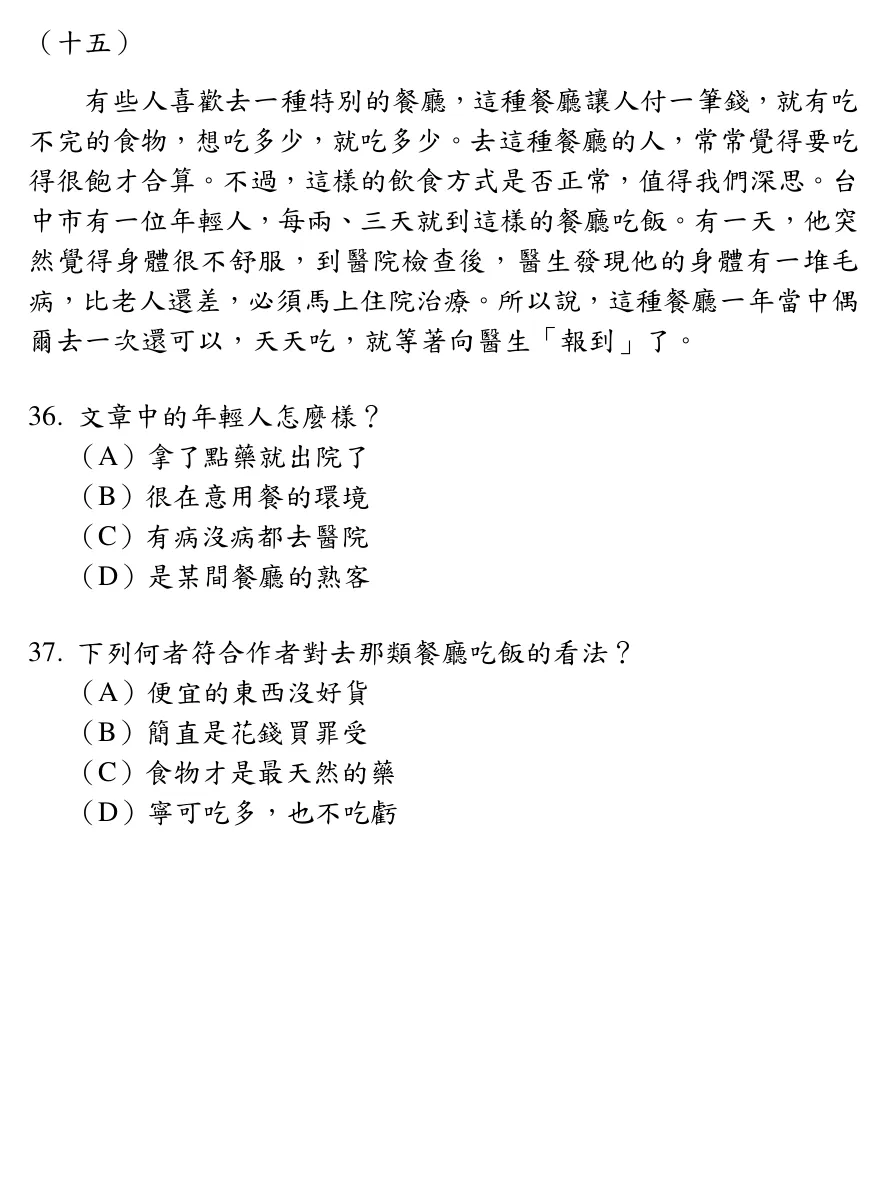 （十五）
有些人喜歡去一種特別的餐廳，這種餐廳讓人付一筆錢，就有吃
不完的食物，想吃多少，就吃多少。去這種餐廳的人，常常覺得要吃
得很飽才合算。不過，這樣的飲食方式是否正常，值得我們深思。台
中市有一位年輕人，每兩、三天就到這樣的餐廳吃飯。有一天，他突
然覺得身體很不舒服，到醫院檢查後，醫生發現他的身體有一堆毛
病，比老人還差，必須馬上住院治療。所以說，這種餐廳一年當中偶
爾去一次還可以，天天吃，就等著向醫生「報到」了。
36. 文章中的年輕人怎麼樣？
（A）拿了點藥就出院了
（B）很在意用餐的環境
（C）有病沒病都去醫院
（D）是某間餐廳的熟客
37. 下列何者符合作者對去那類餐廳吃飯的看法？
（A）便宜的東西沒好貨
（B）簡直是花錢買罪受
（C）食物才是最天然的藥
（D）寧可吃多，也不吃虧